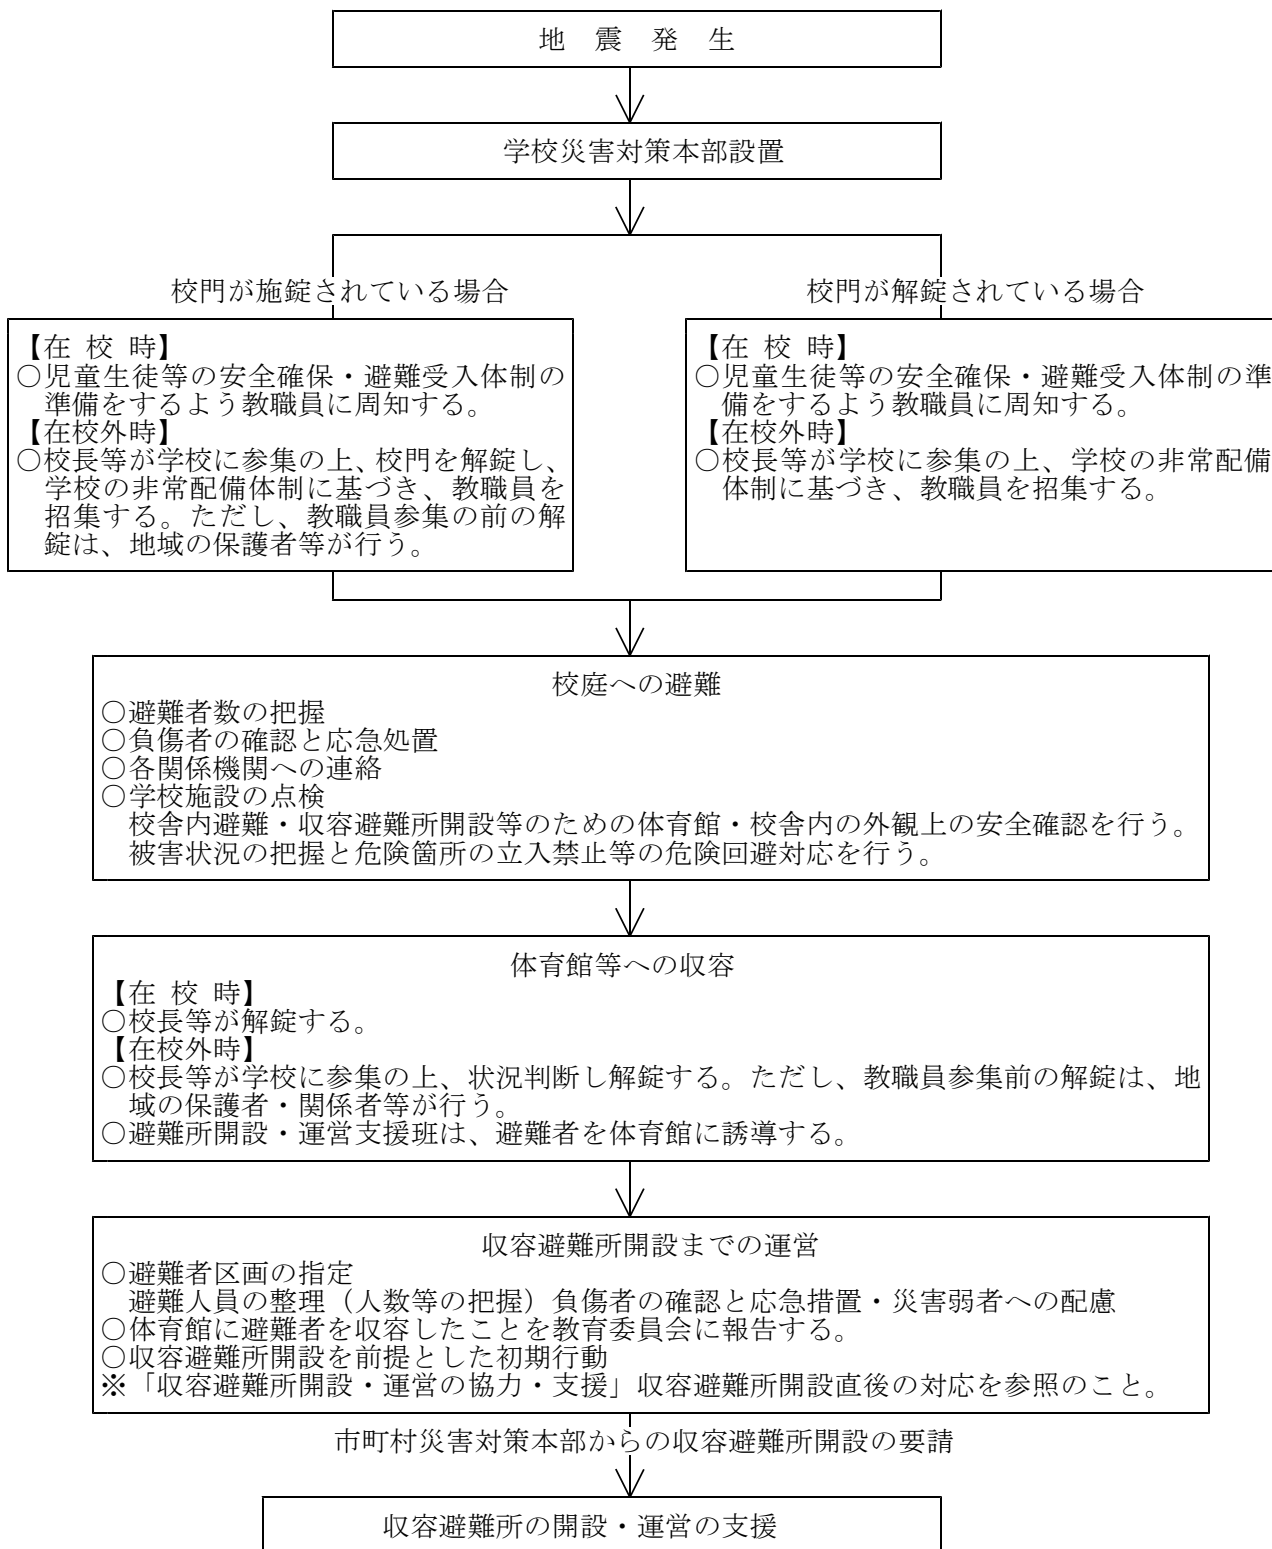 地　震　発　生
学校災害対策本部設置
校門が施錠されている場合
【在 校 時】
○児童生徒等の安全確保・避難受入体制の
準備をするよう教職員に周知する。
【在校外時】
○校長等が学校に参集の上、校門を解錠し、
学校の非常配備体制に基づき、教職員を
招集する。ただし、教職員参集の前の解
錠は、地域の保護者等が行う。
校門が解錠されている場合
【在 校 時】
○児童生徒等の安全確保・避難受入体制の準
備をするよう教職員に周知する。
【在校外時】
○校長等が学校に参集の上、学校の非常配備
体制に基づき、教職員を招集する。
校庭への避難
○避難者数の把握
○負傷者の確認と応急処置
○各関係機関への連絡
○学校施設の点検
校舎内避難・収容避難所開設等のための体育館・校舎内の外観上の安全確認を行う。
被害状況の把握と危険箇所の立入禁止等の危険回避対応を行う。
体育館等への収容
【在 校 時】
○校長等が解錠する。
【在校外時】
○校長等が学校に参集の上、状況判断し解錠する。ただし、教職員参集前の解錠は、地
域の保護者・関係者等が行う。
○避難所開設・運営支援班は、避難者を体育館に誘導する。
収容避難所開設までの運営
○避難者区画の指定
避難人員の整理（人数等の把握）負傷者の確認と応急措置・災害弱者への配慮
○体育館に避難者を収容したことを教育委員会に報告する。
○収容避難所開設を前提とした初期行動
※「収容避難所開設・運営の協力・支援」収容避難所開設直後の対応を参照のこと。
市町村災害対策本部からの収容避難所開設の要請
収容避難所の開設・運営の支援